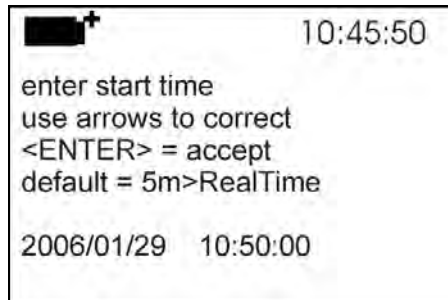 10:45:50
enter start time
use arrows to correct
<ENTER> = accept
default = 5m>RealTime
2006/01/29 10:50:00